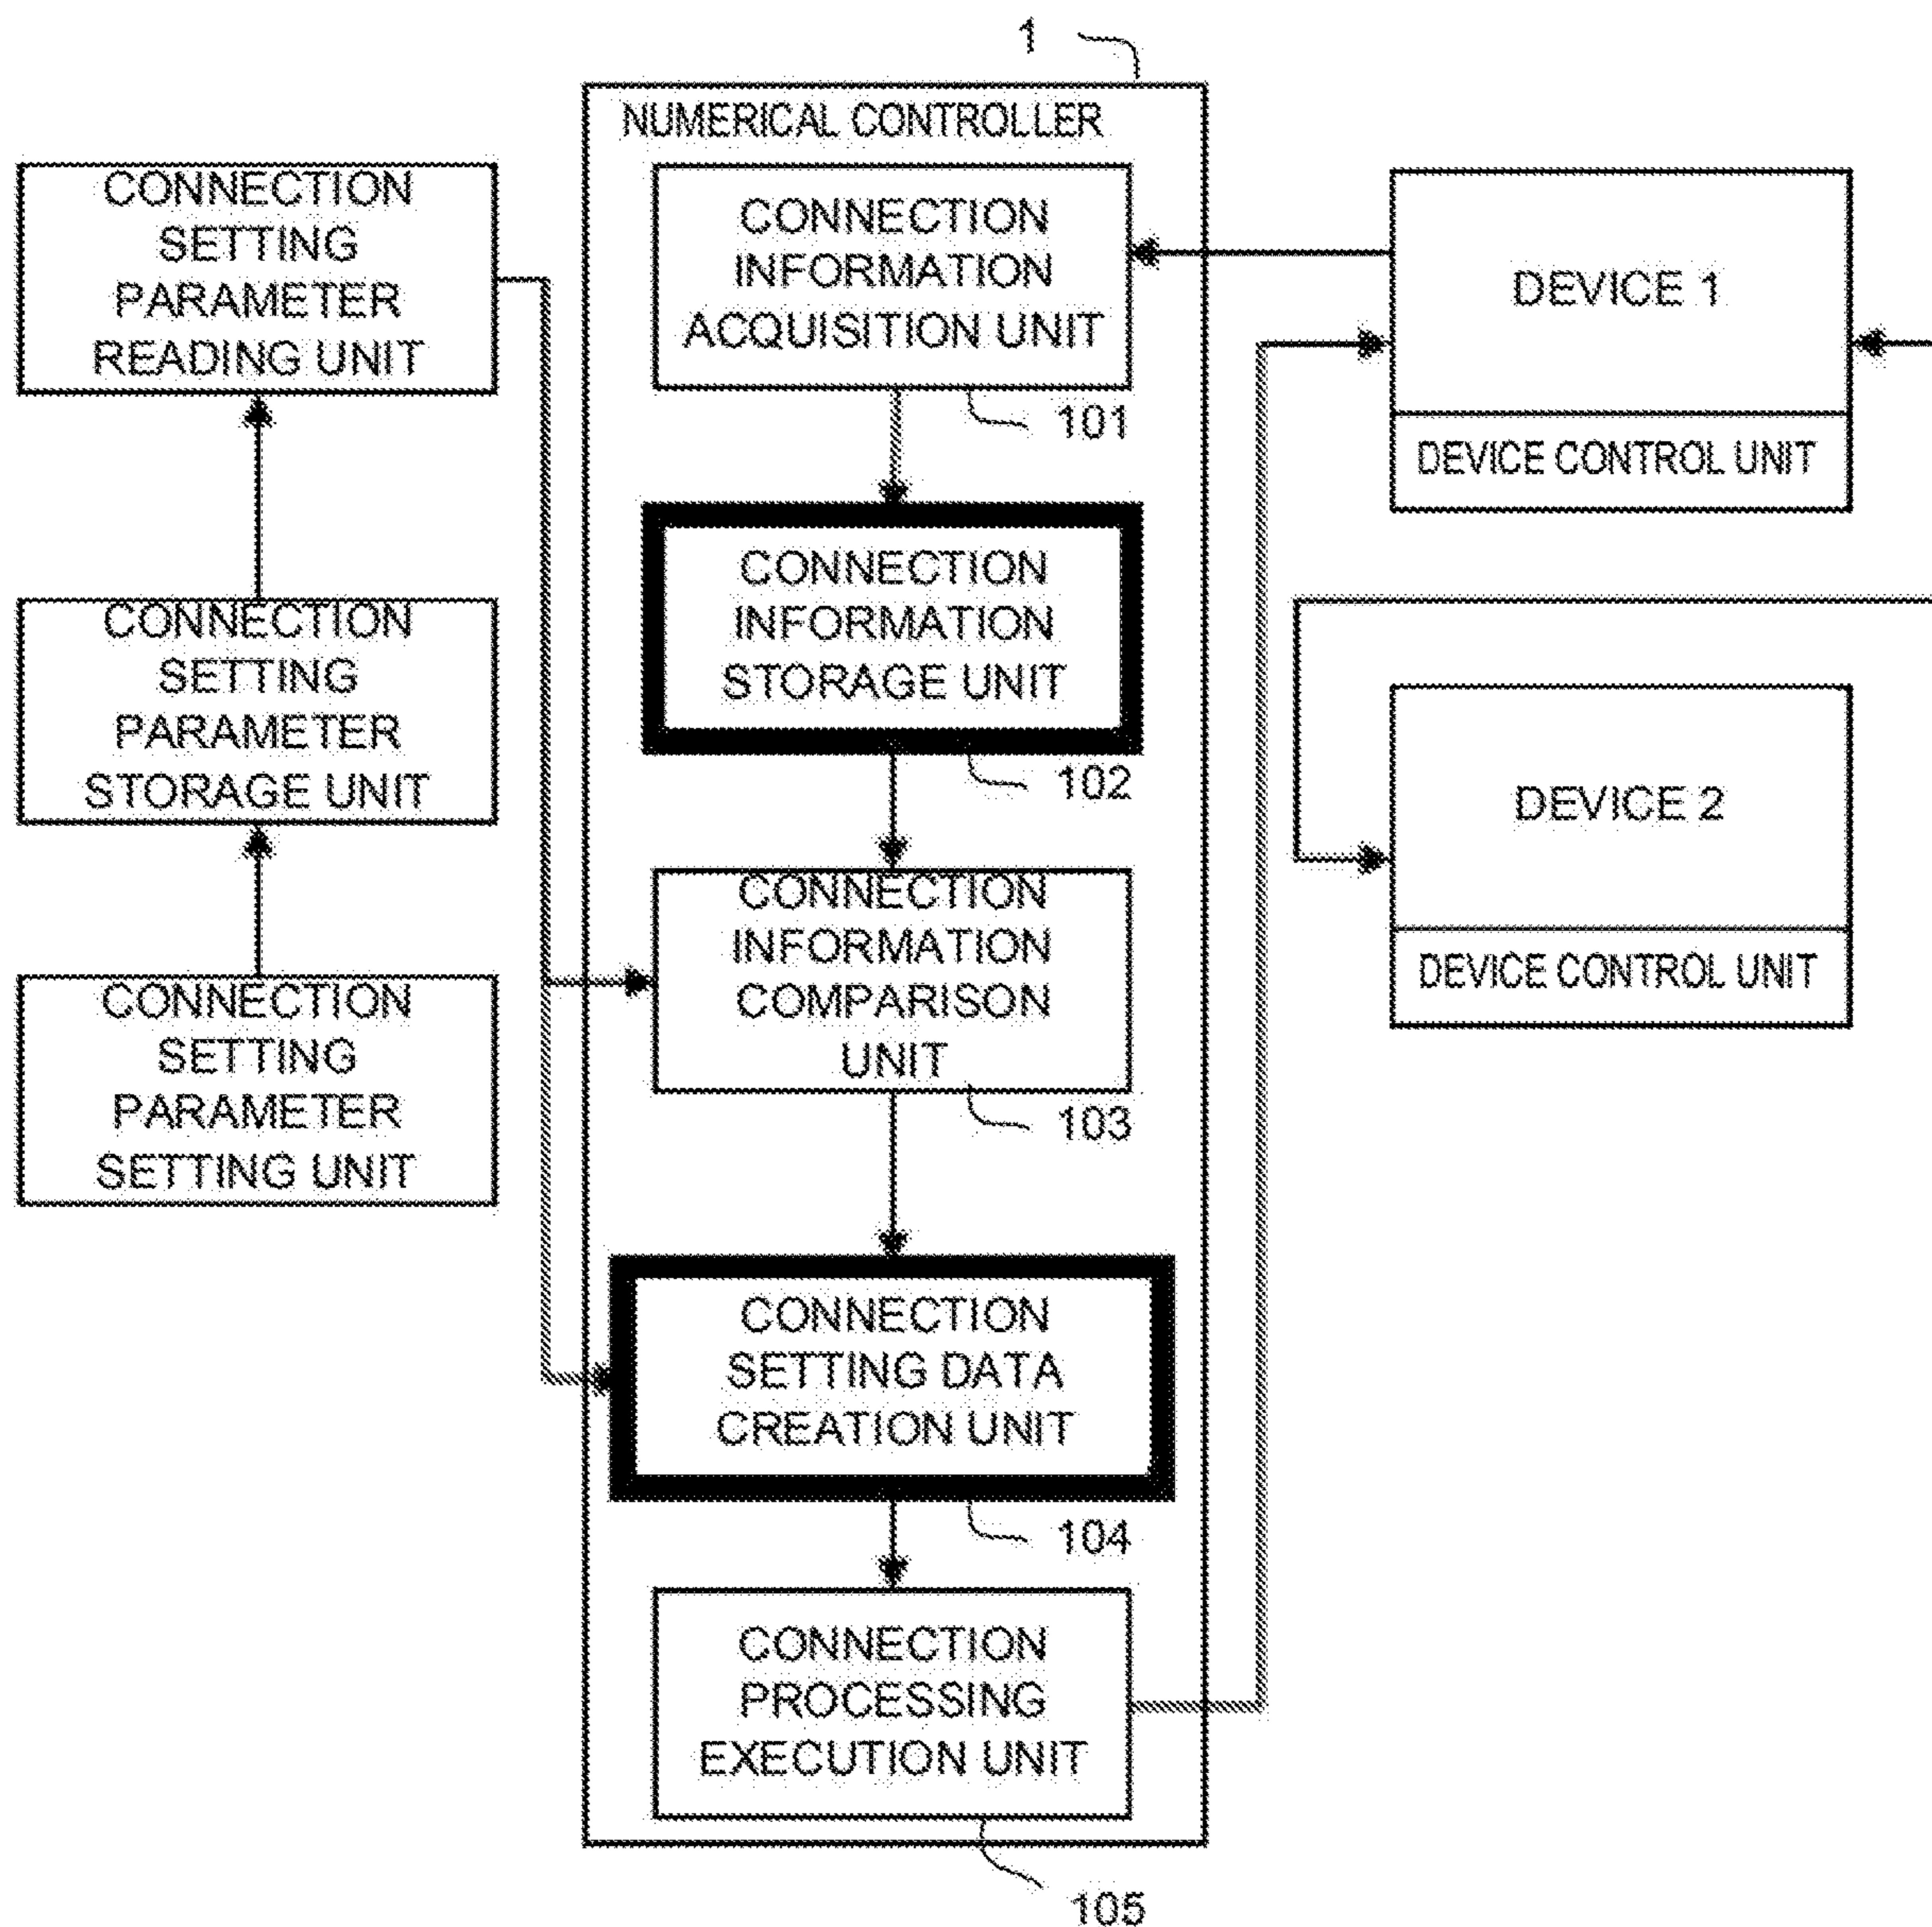 1
NUMERICAL CONTROLLER
CONNECTION
SETTING
PARAMETER
READING UNIT
CONNECTION
SETTING
PARAMETER
STORAGE UNIT
CONNECTION
SETTING
PARAMETER
SETTING UNIT
CONNECTION
INFORMATION
ACQUISITION UNIT
101
CONNECTION
INFORMATION
STORAGE UNIT
102
CONNECTION
INFORMATION
COMPARISON
UNIT
103
CONNECTION
SETTING DATA
CREATION UNIT
104
CONNECTION
PROCESSING
EXECUTION UNIT
105
DEVICE 1
DEVICE CONTROL UNIT
DEVICE 2
DEVICE CONTROL UNIT